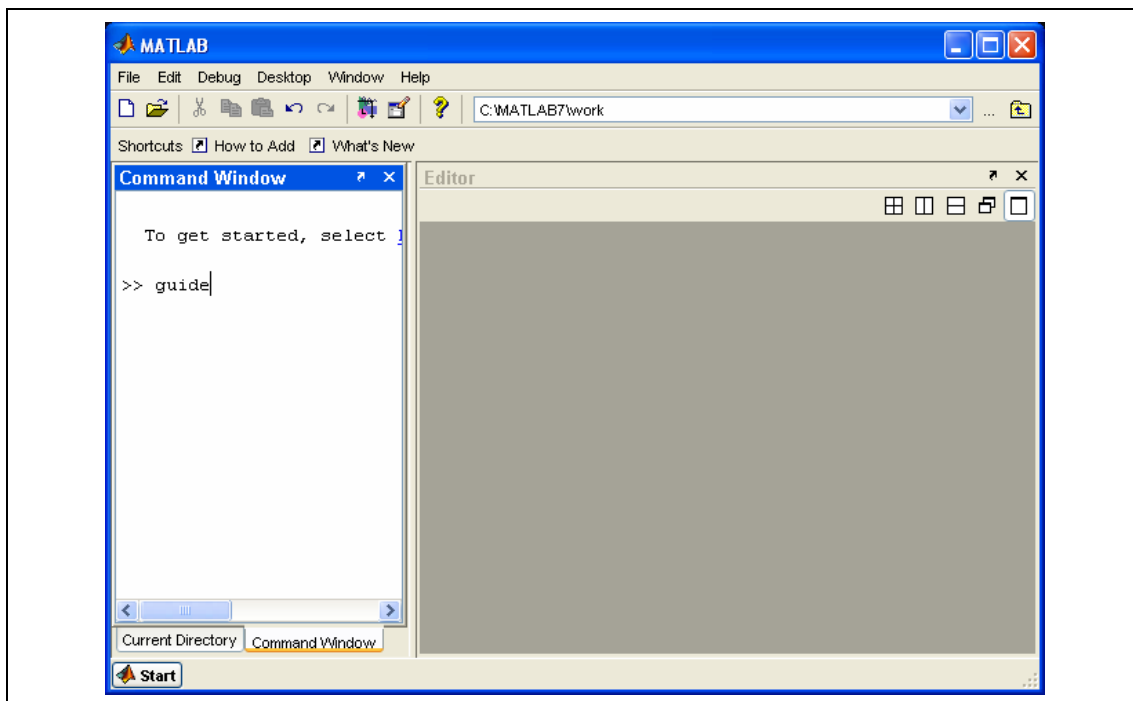 MATLAB
File Edit Debug Desktop Window Help
C:\MATLAB7\work
...
Shortcuts How to Add What's New
Command Window
Editor
To get started, select
>> guide
Current Directory Command Window
Start